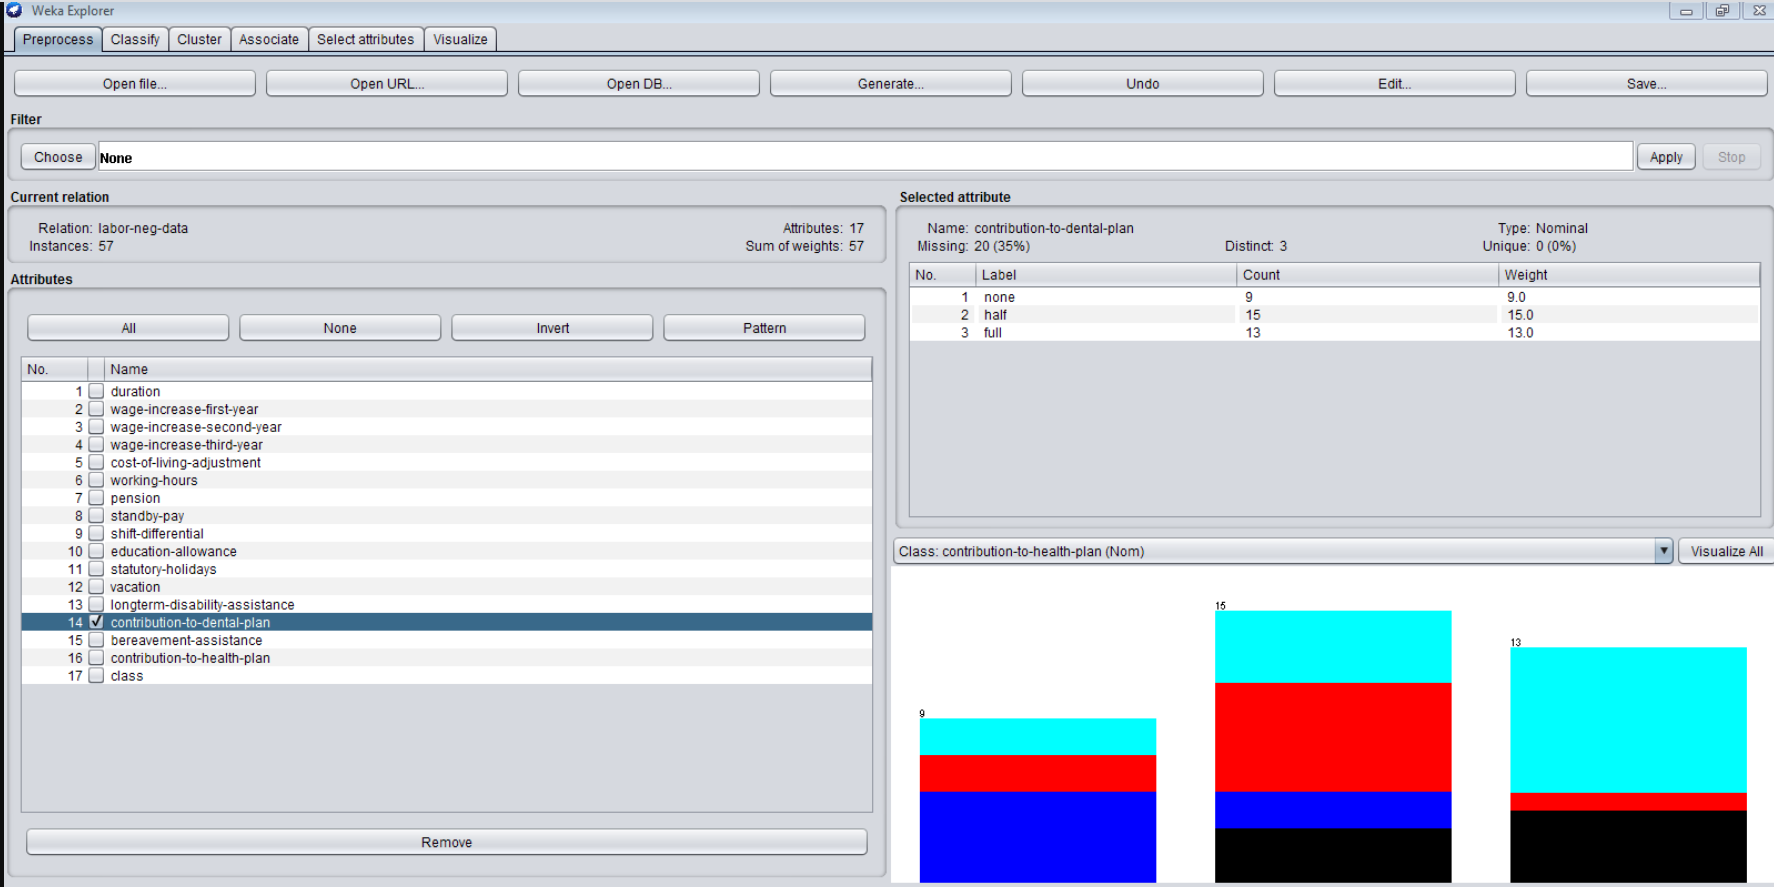 Weka Explorer
Preprocess Classify Cluster Associate Select attributes Visualize
Open file... Open URL... Open DB... Generate... Undo Edit... Save...
Filter
Choose None Apply Stop
Current relation
Relation: labor-neg-data Attributes: 17
Instances: 57 Sum of weights: 57
Attributes
All None Invert Pattern
No. Name
1 duration
2 wage-increase-first-year
3 wage-increase-second-year
4 wage-increase-third-year
5 cost-of-living-adjustment
6 working-hours
7 pension
8 standby-pay
9 shift-differential
10 education-allowance
11 statutory-holidays
12 vacation
13 longterm-disability-assistance
14 contribution-to-dental-plan
15 bereavement-assistance
16 contribution-to-health-plan
17 class
Remove
Selected attribute
Name: contribution-to-dental-plan Type: Nominal
Missing: 20 (35%) Distinct: 3 Unique: 0 (0%)
No. Label Count Weight
1 none 9 9.0
2 half 15 15.0
3 full 13 13.0
Class: contribution-to-health-plan (Nom) Visualize All
9
15
13